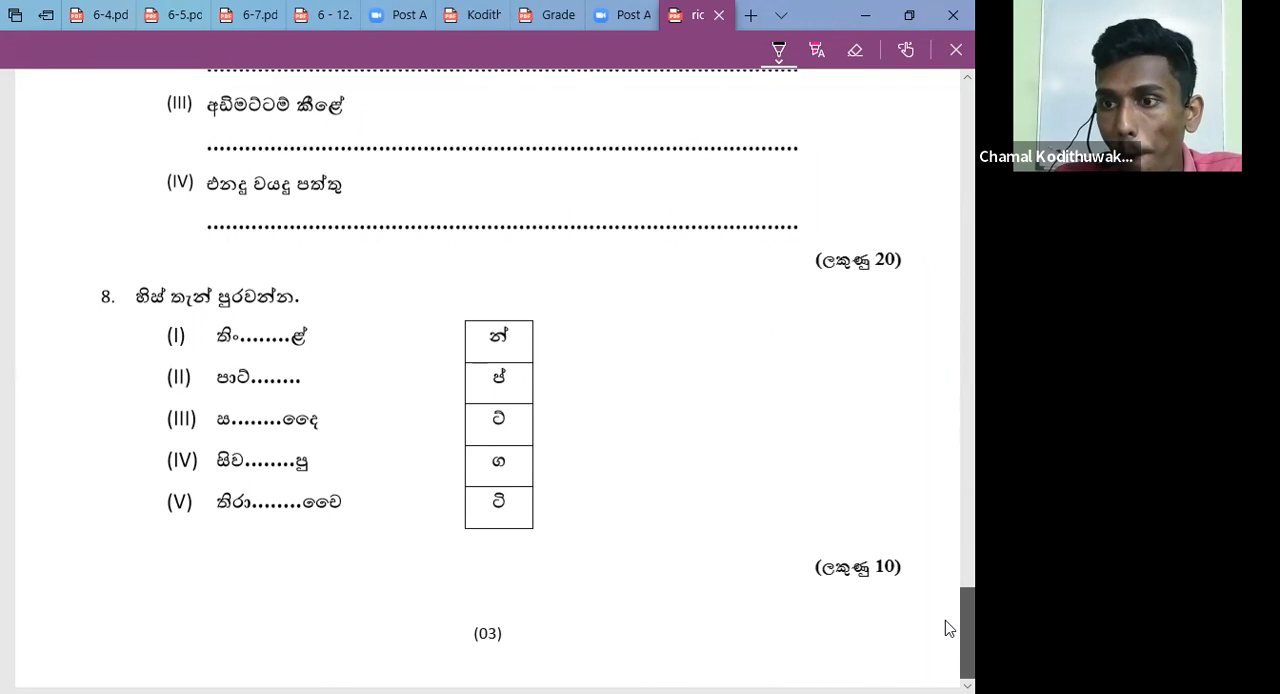 6-4.pd 6-5.pc 6-7.pd 6 - 12. Post A Kodith Grade Post A ric
(III) අඩිමට්ටම් කීළේ
................................................................................................
(IV) එනදු වයදු පත්තු
................................................................................................
(ලකුණු 20)
8. හිස් තැන් පුරවන්න.
(I) තිං........ළ් න්
(II) පාට්........ ප්
(III) ස........දෛ ට්
(IV) සිව........පු ග
(V) තිරා........චෛ ටි
(ලකුණු 10)
(03)
Chamal Kodithuwak...